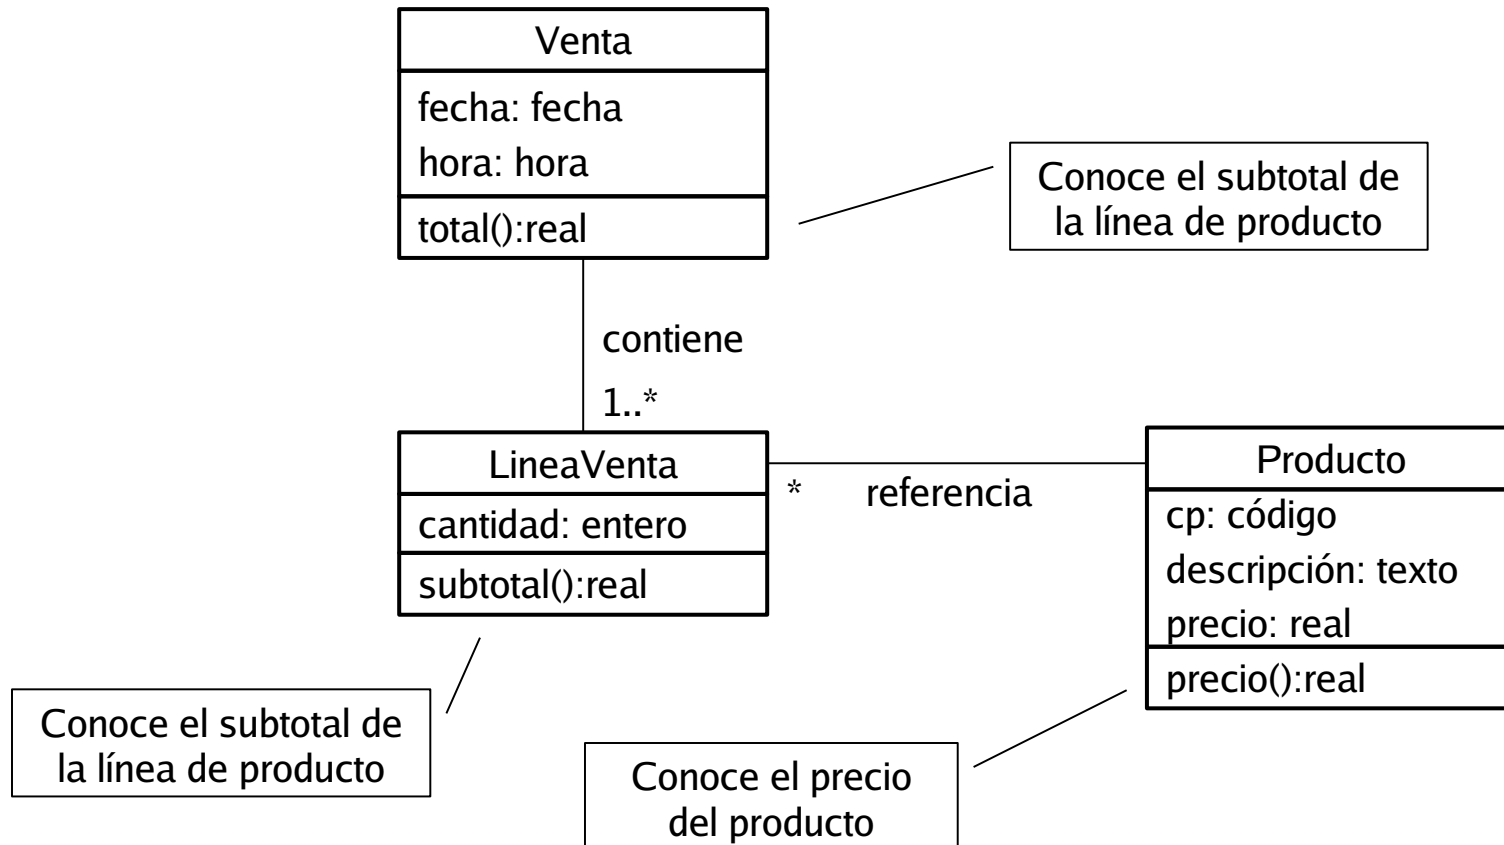 Venta
fecha: fecha
hora: hora
total():real
Conoce el subtotal de
la línea de producto
contiene
1..*
LineaVenta
cantidad: entero
subtotal():real
* referencia
Producto
cp: código
descripción: texto
precio: real
precio():real
Conoce el subtotal de
la línea de producto
Conoce el precio
del producto